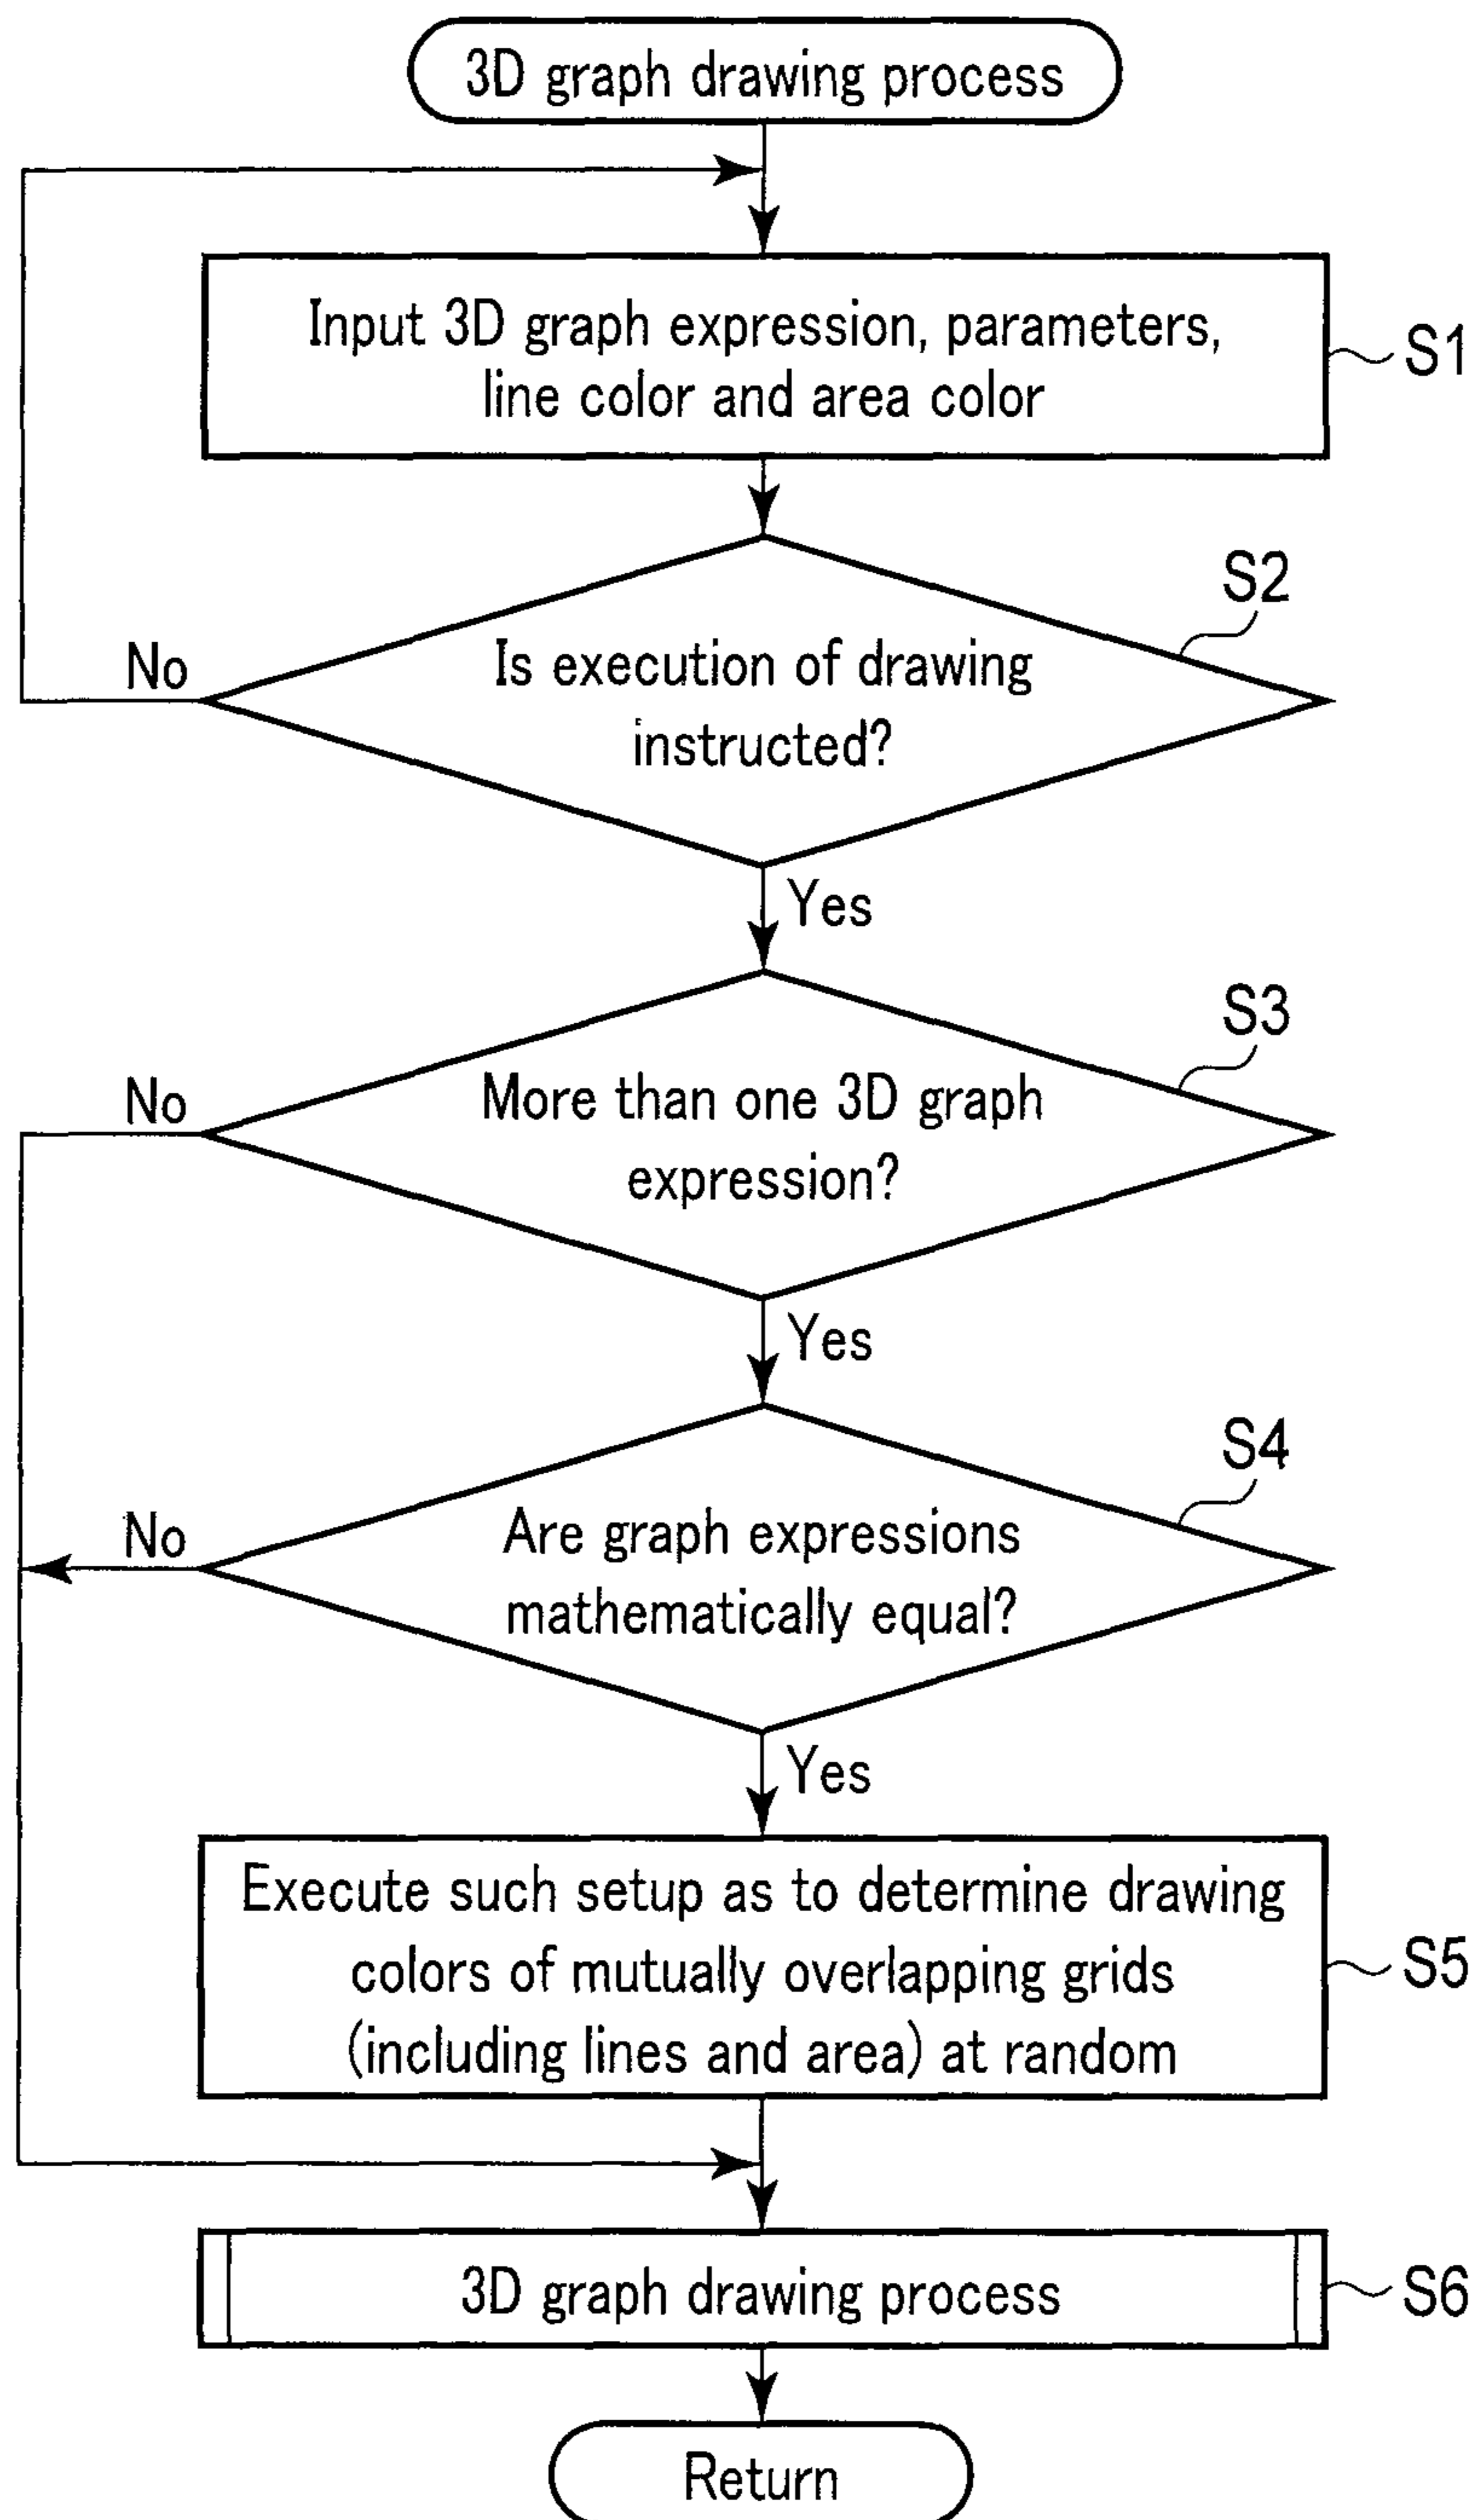 3D graph drawing process
Input 3D graph expression, parameters,
line color and area color
S1
S2
Is execution of drawing
instructed?
No
Yes
S3
More than one 3D graph
expression?
No
Yes
S4
Are graph expressions
mathematically equal?
No
Yes
Execute such setup as to determine drawing
colors of mutually overlapping grids
(including lines and area) at random
S5
3D graph drawing process
S6
Return